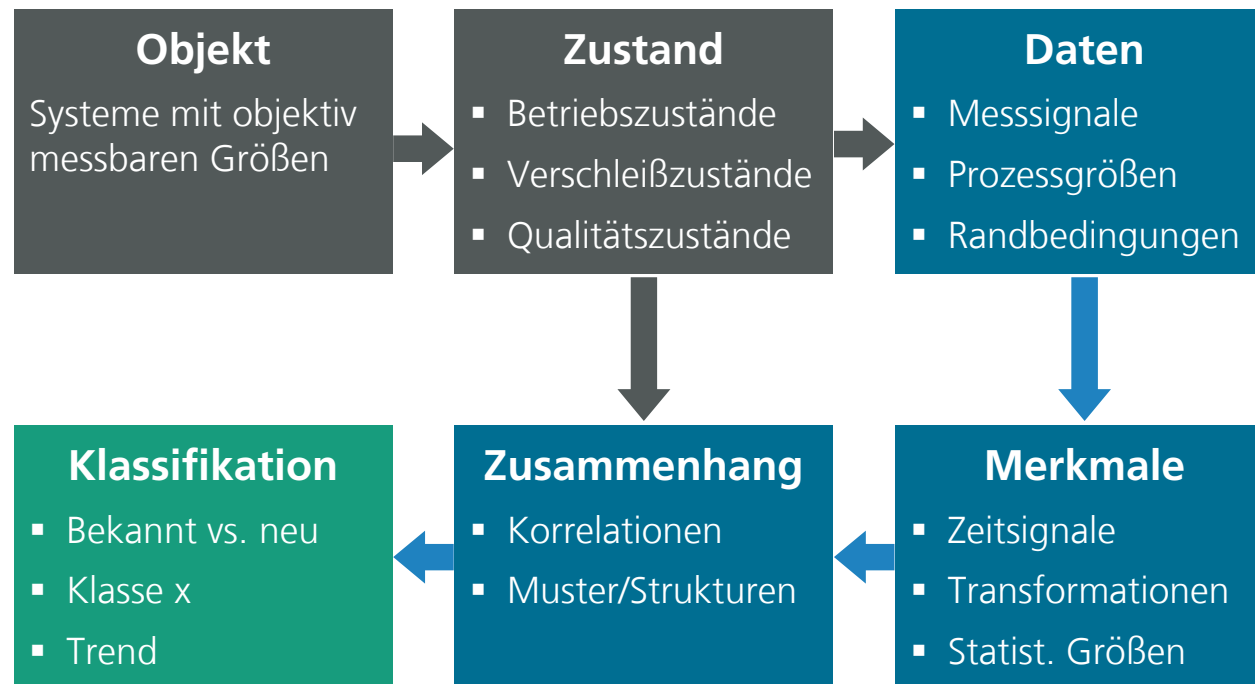 Objekt
Systeme mit objektiv
messbaren Größen
Zustand
▪ Betriebszustände
▪ Verschleißzustände
▪ Qualitätszustände
Daten
▪ Messsignale
▪ Prozessgrößen
▪ Randbedingungen
Klassifikation
▪ Bekannt vs. neu
▪ Klasse x
▪ Trend
Zusammenhang
▪ Korrelationen
▪ Muster/Strukturen
Merkmale
▪ Zeitsignale
▪ Transformationen
▪ Statist. Größen